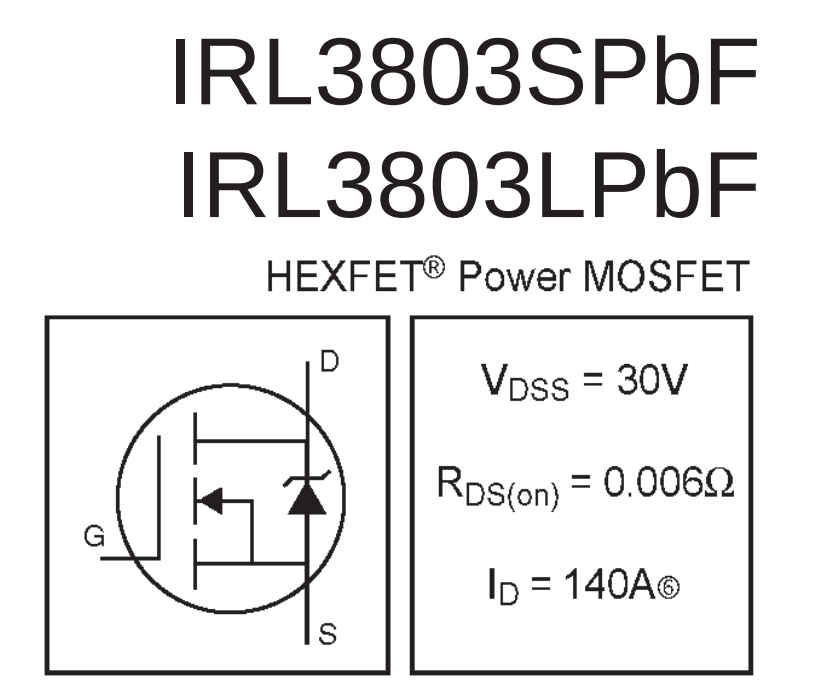 IRL3803SPbF
IRL3803LPbF
HEXFET® Power MOSFET
D
G
S
VDSS = 30V
RDS(on) = 0.006Ω
ID = 140A⑥